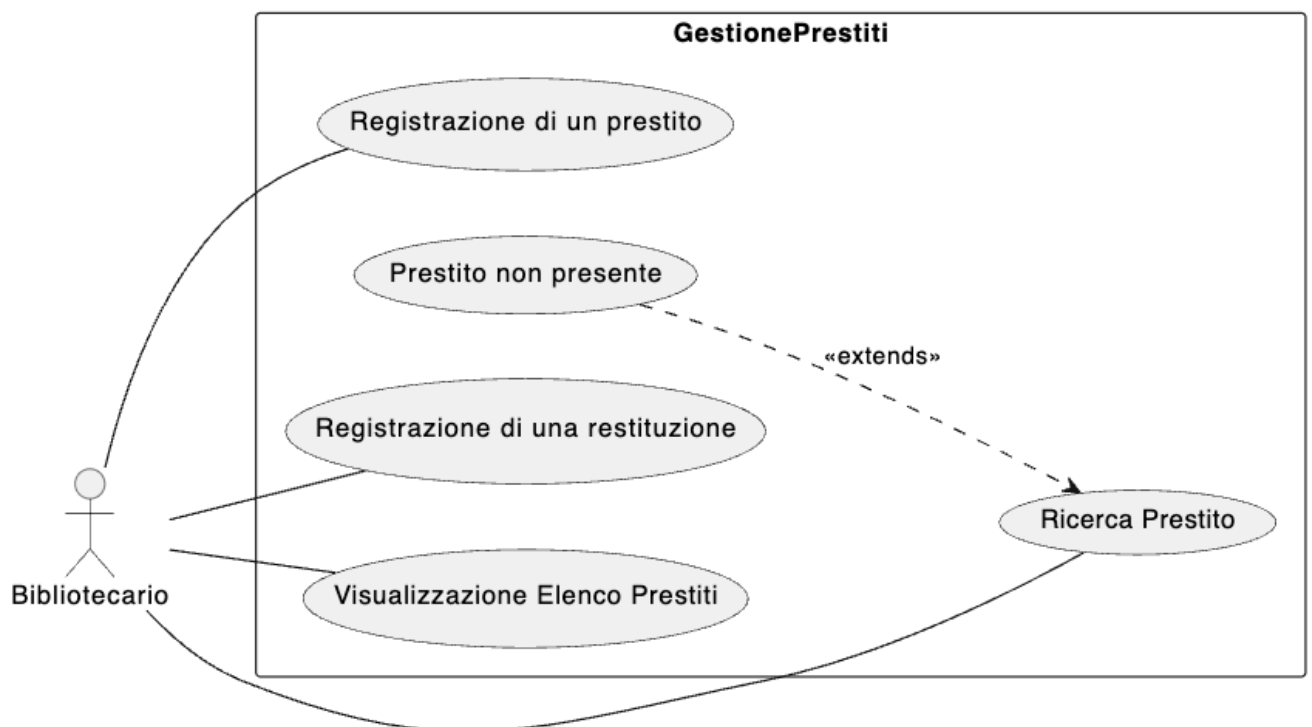 GestionePrestiti
Registrazione di un prestito
Prestito non presente
«extends»
Registrazione di una restituzione
Ricerca Prestito
Bibliotecario
Visualizzazione Elenco Prestiti